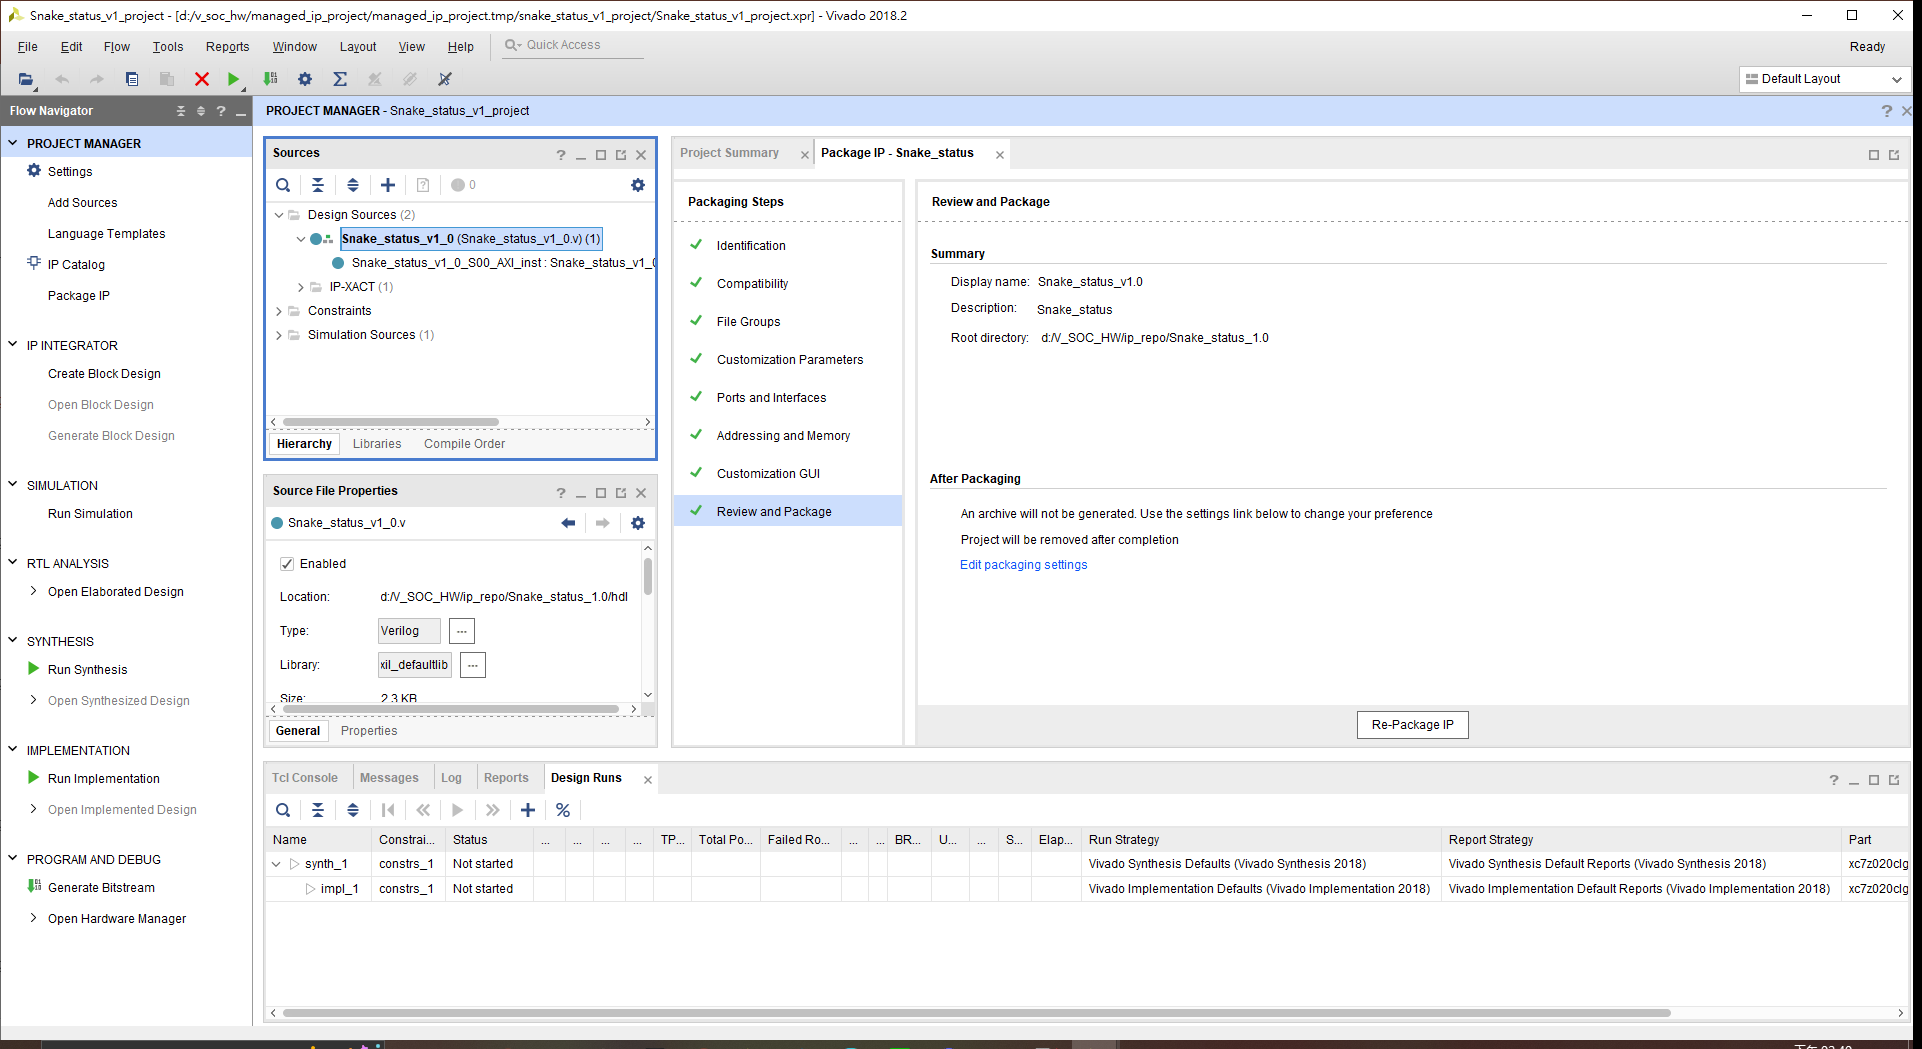 Snake_status_v1_project - [d:/v_soc_hw/managed_ip_project/managed_ip_project.tmp/snake_status_v1_project/Snake_status_v1_project.xpr] - Vivado 2018.2
File Edit Flow Tools Reports Window Layout View Help Quick Access Ready
Default Layout
Flow Navigator
PROJECT MANAGER
Settings
Add Sources
Language Templates
IP Catalog
Package IP
IP INTEGRATOR
Create Block Design
Open Block Design
Generate Block Design
SIMULATION
Run Simulation
RTL ANALYSIS
Open Elaborated Design
SYNTHESIS
Run Synthesis
Open Synthesized Design
IMPLEMENTATION
Run Implementation
Open Implemented Design
PROGRAM AND DEBUG
Generate Bitstream
Open Hardware Manager
PROJECT MANAGER - Snake_status_v1_project
Sources
0
Design Sources (2)
Snake_status_v1_0 (Snake_status_v1_0.v) (1)
Snake_status_v1_0_S00_AXI_inst : Snake_status_v1_0
IP-XACT (1)
Constraints
Simulation Sources (1)
Hierarchy Libraries Compile Order
Source File Properties
Snake_status_v1_0.v
Enabled
Location: d:/V_SOC_HW/ip_repo/Snake_status_1.0/hdl
Type: Verilog ...
Library: xil_defaultlib ...
Size: 2.3 KB
General Properties
Project Summary Package IP - Snake_status
Packaging Steps
Identification
Compatibility
File Groups
Customization Parameters
Ports and Interfaces
Addressing and Memory
Customization GUI
Review and Package
Review and Package
Summary
Display name: Snake_status_v1.0
Description: Snake_status
Root directory: d:/V_SOC_HW/ip_repo/Snake_status_1.0
After Packaging
An archive will not be generated. Use the settings link below to change your preference
Project will be removed after completion
Edit packaging settings
Re-Package IP
Tcl Console Messages Log Reports Design Runs
Name Constrai... Status ... ... ... ... TP... Total Po... Failed Ro... ... ... BR... U... ... S... Elap... Run Strategy Report Strategy Part
synth_1 constrs_1 Not started Vivado Synthesis Defaults (Vivado Synthesis 2018) Vivado Synthesis Default Reports (Vivado Synthesis 2018) xc7z020clg
impl_1 constrs_1 Not started Vivado Implementation Defaults (Vivado Implementation 2018) Vivado Implementation Default Reports (Vivado Implementation 2018) xc7z020clg